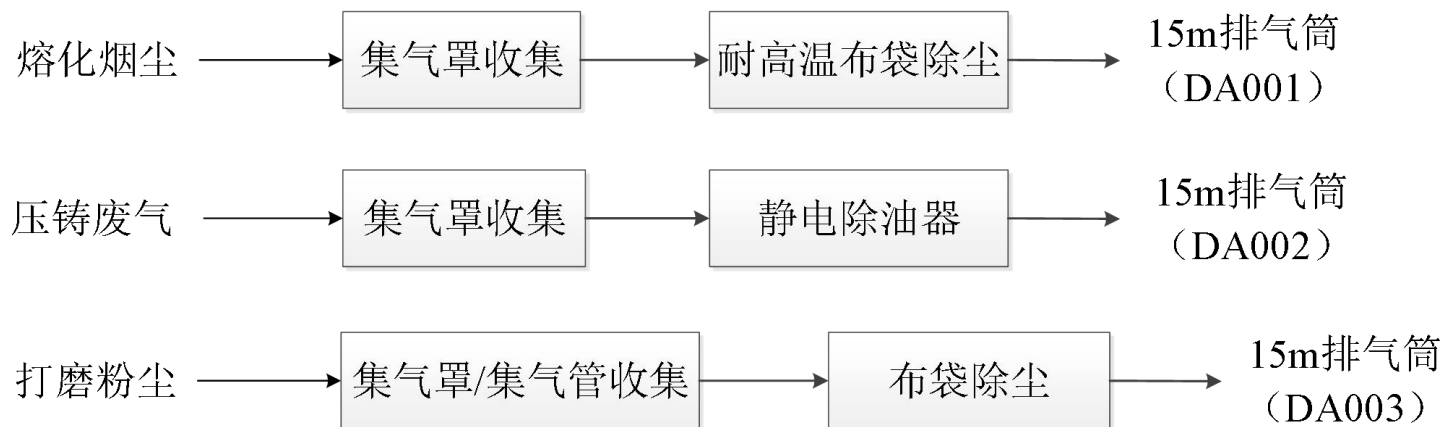 熔化烟尘 集气罩收集 耐高温布袋除尘 15m排气筒
（DA001）
压铸废气 集气罩收集 静电除油器 15m排气筒
（DA002）
打磨粉尘 集气罩/集气管收集 布袋除尘 15m排气筒
（DA003）